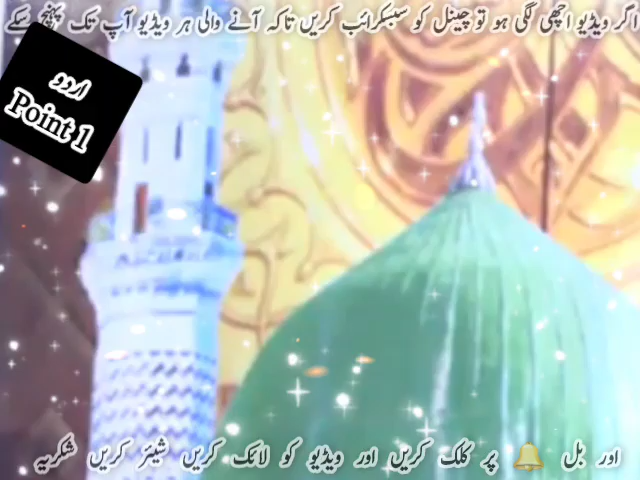 اگر ویڈیو اچھی لگی ہو تو چینل کو سبسکرائب کریں تاکہ آنے والی ہر ویڈیو آپ تک پہنچ سکے
اردو
Point 1
اور بل 🔔 پر کلک کریں اور ویڈیو کو لائک کریں شیئر کریں شکریہ